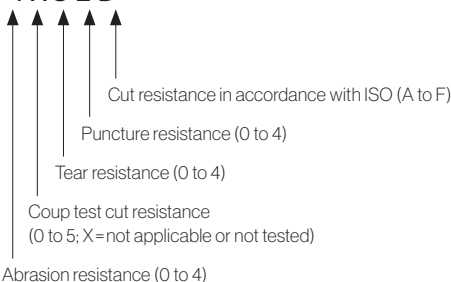 Cut resistance in accordance with ISO (A to F)
Puncture resistance (0 to 4)
Tear resistance (0 to 4)
Coup test cut resistance
(0 to 5; X=not applicable or not tested)
Abrasion resistance (0 to 4)